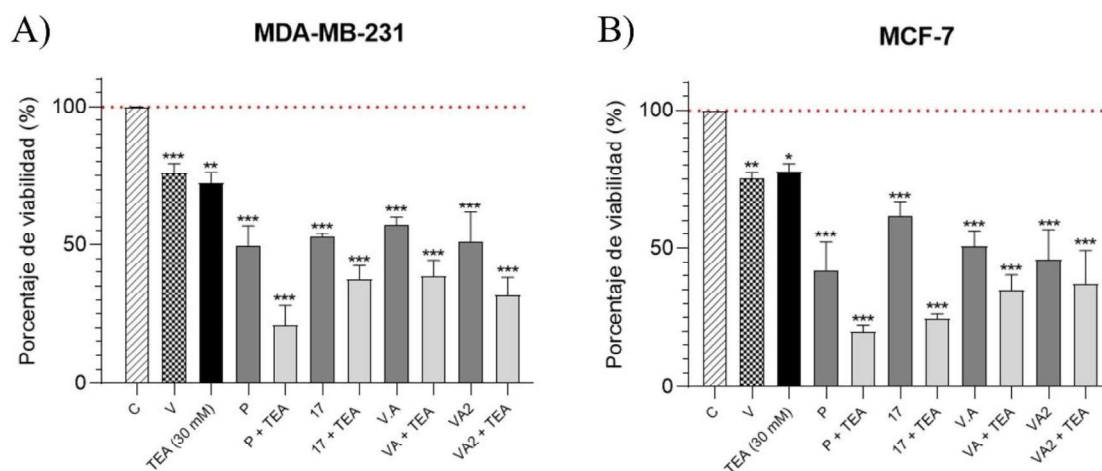 A)
MDA-MB-231
Porcentaje de viabilidad (%)
100
50
0
***
**
***
***
***
***
***
***
***
***
C
V
TEA (30 mM)
P
P + TEA
17
17 + TEA
V.A
VA + TEA
VA2
VA2 + TEA
B)
MCF-7
Porcentaje de viabilidad (%)
100
50
0
**
*
***
***
***
***
***
***
***
***
C
V
TEA (30 mM)
P
P + TEA
17
17 + TEA
V.A
VA + TEA
VA2
VA2 + TEA